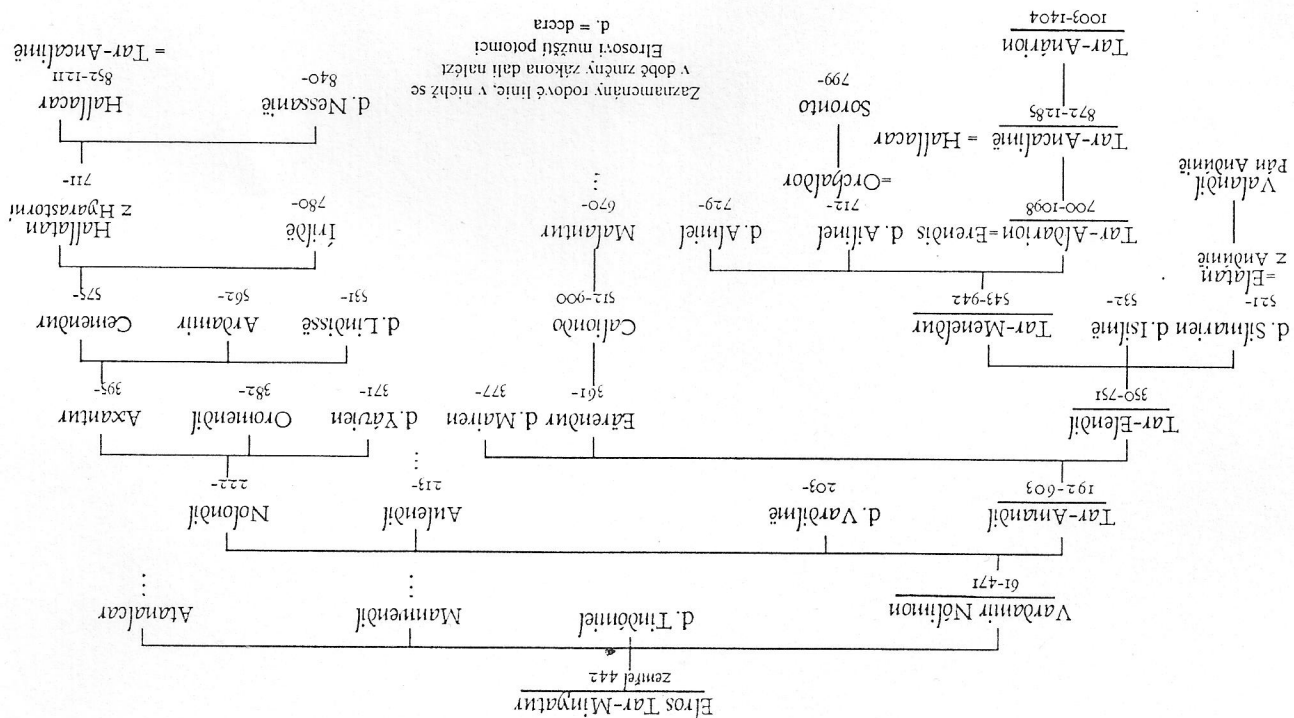 Elros Tar-Minyatur
zemřel 442
Vardamir Nólimon
61-471
d. Tindómiel
Manwendil
...
Atanalcar
...
Tar-Amandil
192-603
d. Vardilmë
203-
Aulendil
213-
...
Nolondil
222-
Tar-Elendil
350-751
Eärendur
361-
d. Mairen
377-
d. Yávien
371-
Oromendil
382-
Axantur
395-
d. Silmarien
521-
=Elatan
z Andúnië
d. Isilmë
532-
Tar-Meneldur
543-942
Caliondo
512-900
d. Lindissë
531-
Ardamir
562-
Cemendur
575-
Valandil
Pán Andúnië
Tar-Aldarion=Erendis
700-1098
d. Ailinel
712-
=Orchaldor
d. Almiel
729-
Malantur
670-
...
Írildë
780-
Hallatan,
z Hyarastorni
711-
Tar-Ancalimë = Hallacar
872-1285
Soronto
799-
d. Nessanië
840-
Hallacar
852-1211
= Tar-Ancalimë
Tar-Anárion
1003-1404
Zaznamenány rodové linie, v nichž se
v době změny zákona dali nalézt
Elrosovi mužští potomci
d. = dcera